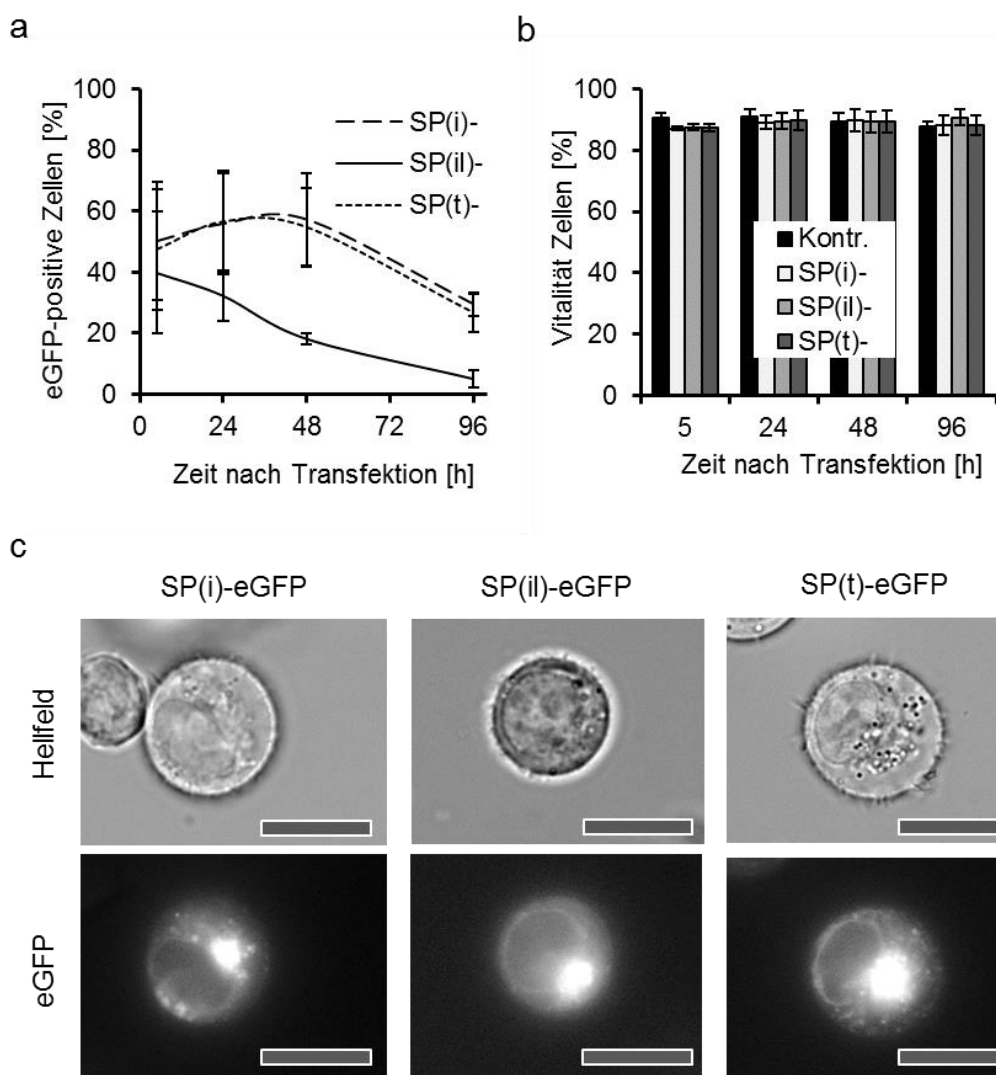 a
eGFP-positive Zellen [%]
100
80
60
40
20
0
0 24 48 72 96
Zeit nach Transfektion [h]
SP(i)-
SP(il)-
SP(t)-
b
Vitalität Zellen [%]
100
80
60
40
20
0
Kontr.
SP(i)-
SP(il)-
SP(t)-
5 24 48 96
Zeit nach Transfektion [h]
c
SP(i)-eGFP SP(il)-eGFP SP(t)-eGFP
Hellfeld
eGFP